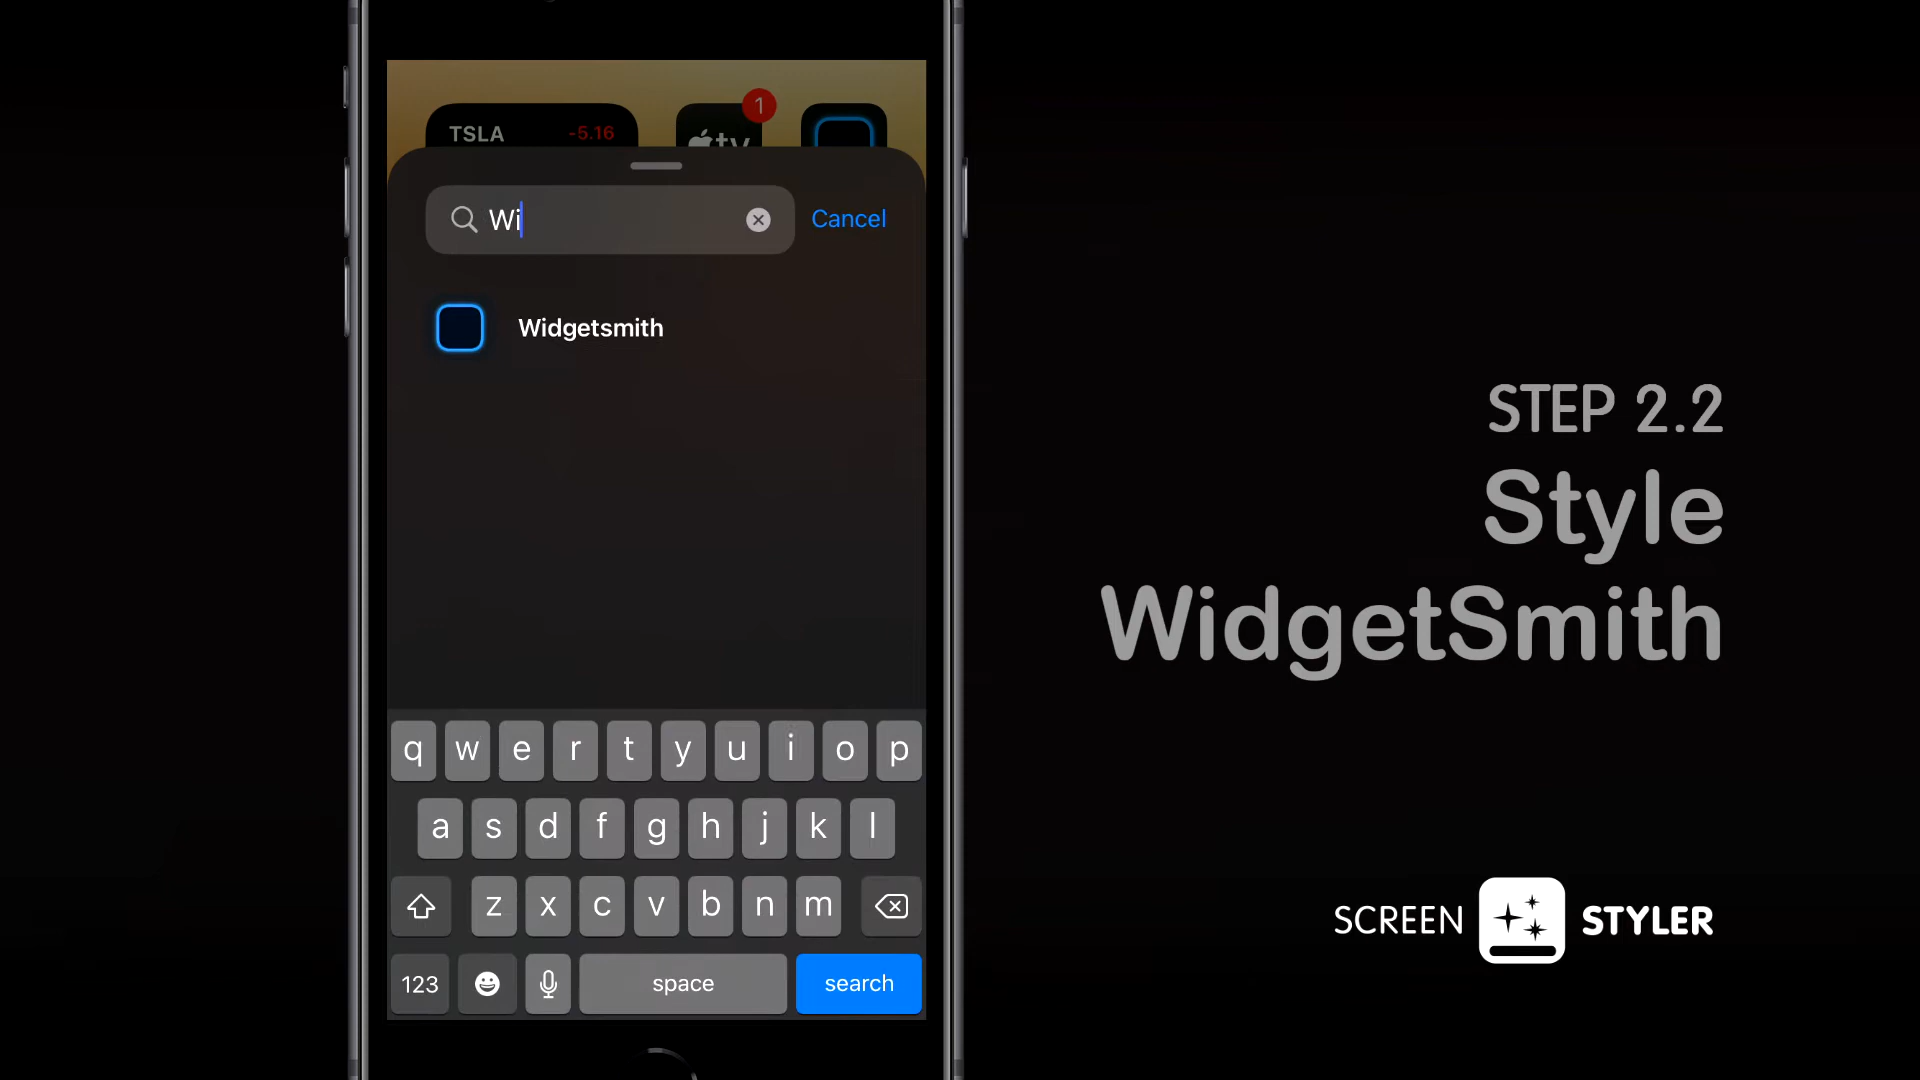 TSLA -5.16
tv
1
Wi
Cancel
Widgetsmith
q w e r t y u i o p
a s d f g h j k l
z x c v b n m
123 space search
STEP 2.2
Style
WidgetSmith
SCREEN STYLER